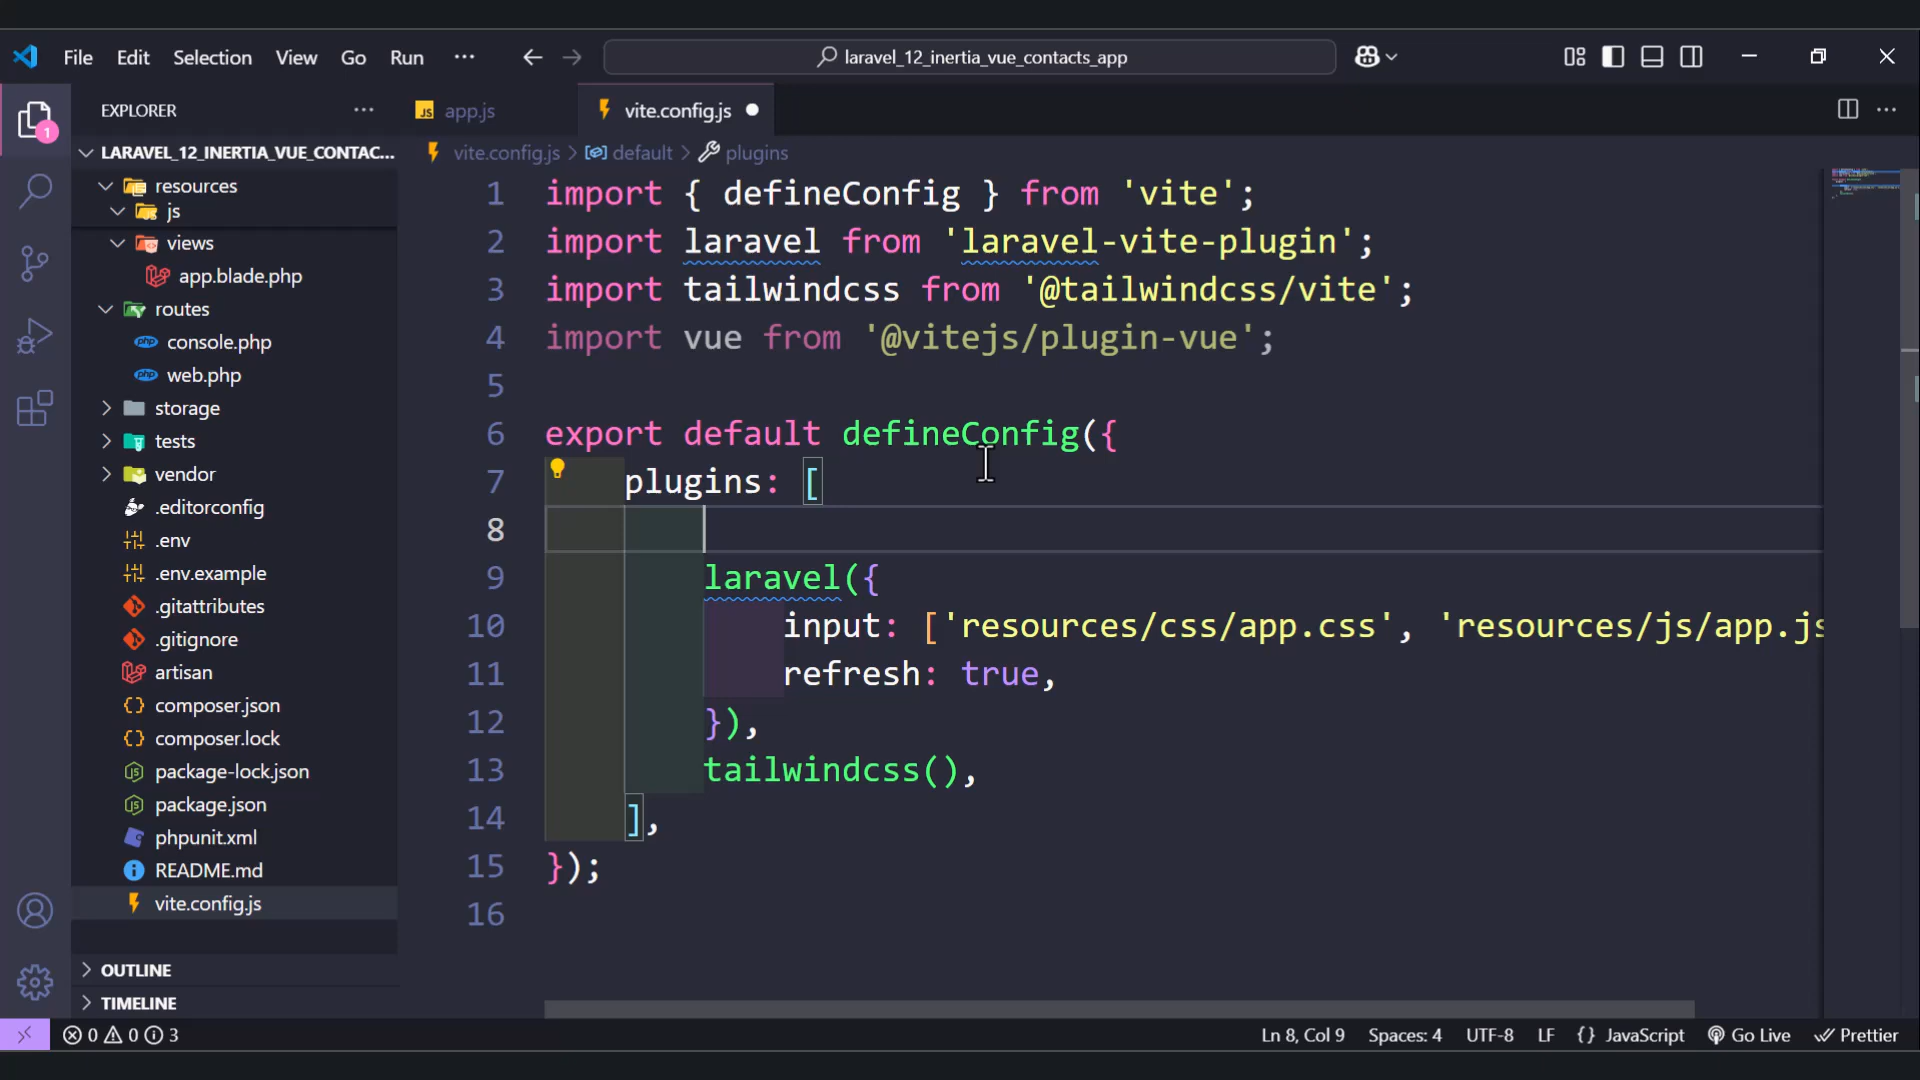 File Edit Selection View Go Run ··· laravel_12_inertia_vue_contacts_app
EXPLORER ···
1
LARAVEL_12_INERTIA_VUE_CONTAC...
resources
js
views
app.blade.php
routes
console.php
web.php
storage
tests
vendor
.editorconfig
.env
.env.example
.gitattributes
.gitignore
artisan
composer.json
composer.lock
package-lock.json
package.json
phpunit.xml
README.md
vite.config.js
OUTLINE
TIMELINE
JS app.js vite.config.js
vite.config.js > default > plugins
1 import { defineConfig } from 'vite';
2 import laravel from 'laravel-vite-plugin';
3 import tailwindcss from '@tailwindcss/vite';
4 import vue from '@vitejs/plugin-vue';
5
6 export default defineConfig({
7 plugins: [
8
9 laravel({
10 input: ['resources/css/app.css', 'resources/js/app.js
11 refresh: true,
12 }),
13 tailwindcss(),
14 ],
15 });
16
0 0 3 Ln 8, Col 9 Spaces: 4 UTF-8 LF {} JavaScript Go Live Prettier